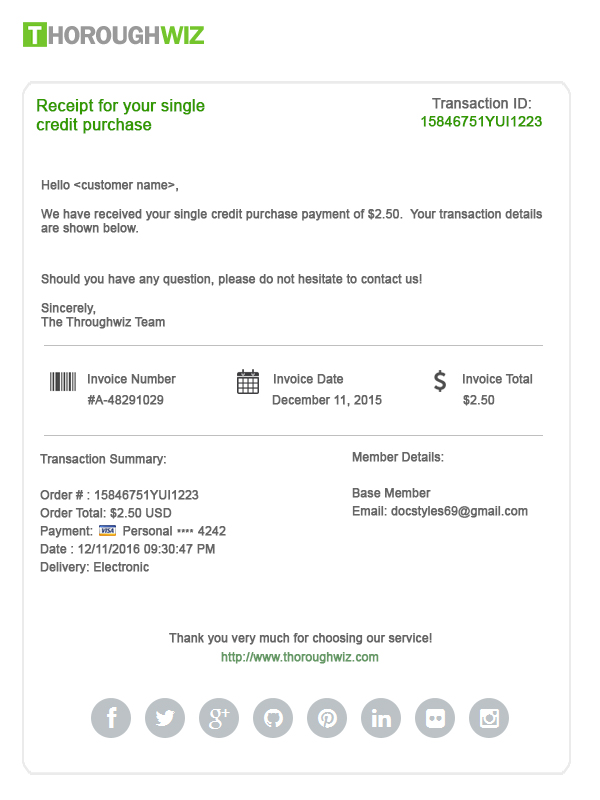 THOROUGHWIZ
Receipt for your single
credit purchase
Transaction ID:
15846751YUI1223
Hello <customer name>,
We have received your single credit purchase payment of $2.50. Your transaction details
are shown below.
Should you have any question, please do not hesitate to contact us!
Sincerely,
The Throughwiz Team
Invoice Number
#A-48291029
Invoice Date
December 11, 2015
$
Invoice Total
$2.50
Transaction Summary:
Order # : 15846751YUI1223
Order Total: $2.50 USD
Payment: VISA Personal **** 4242
Date : 12/11/2016 09:30:47 PM
Delivery: Electronic
Member Details:
Base Member
Email: docstyles69@gmail.com
Thank you very much for choosing our service!
http://www.thoroughwiz.com
f g+ in